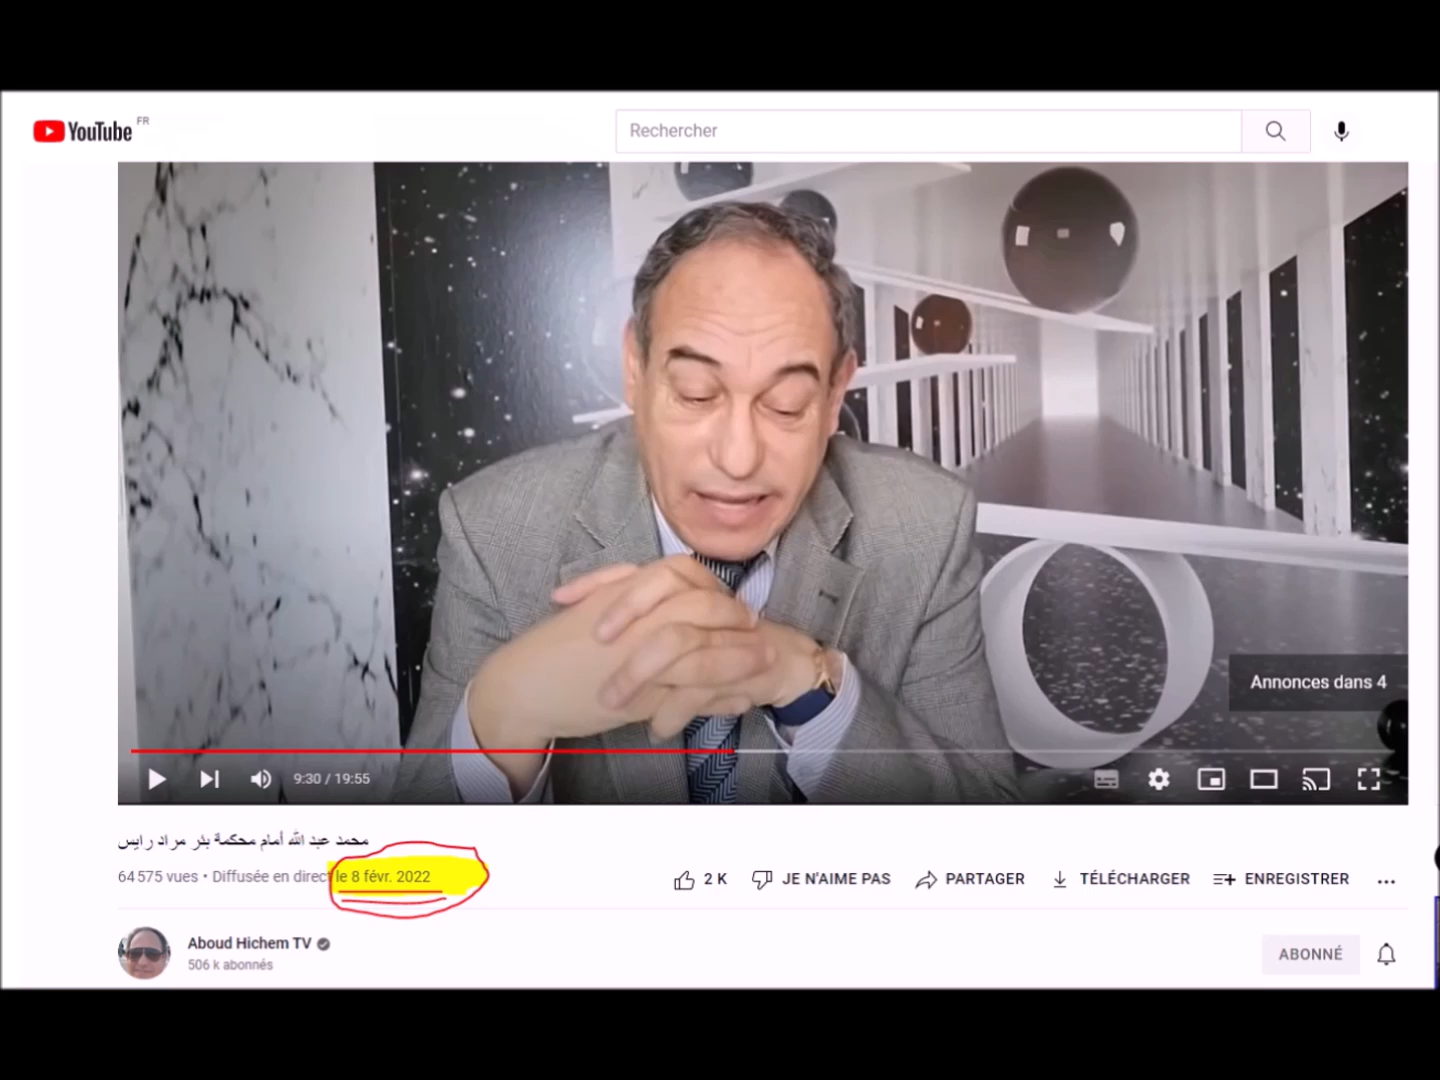 YouTube FR
Rechercher
Annonces dans 4
9:30 / 19:55
محمد عبد الله أمام محكمة بئر مراد رايس
64 575 vues • Diffusée en direct le 8 févr. 2022
2 K
JE N'AIME PAS
PARTAGER
TÉLÉCHARGER
ENREGISTRER
Aboud Hichem TV
506 k abonnés
ABONNÉ